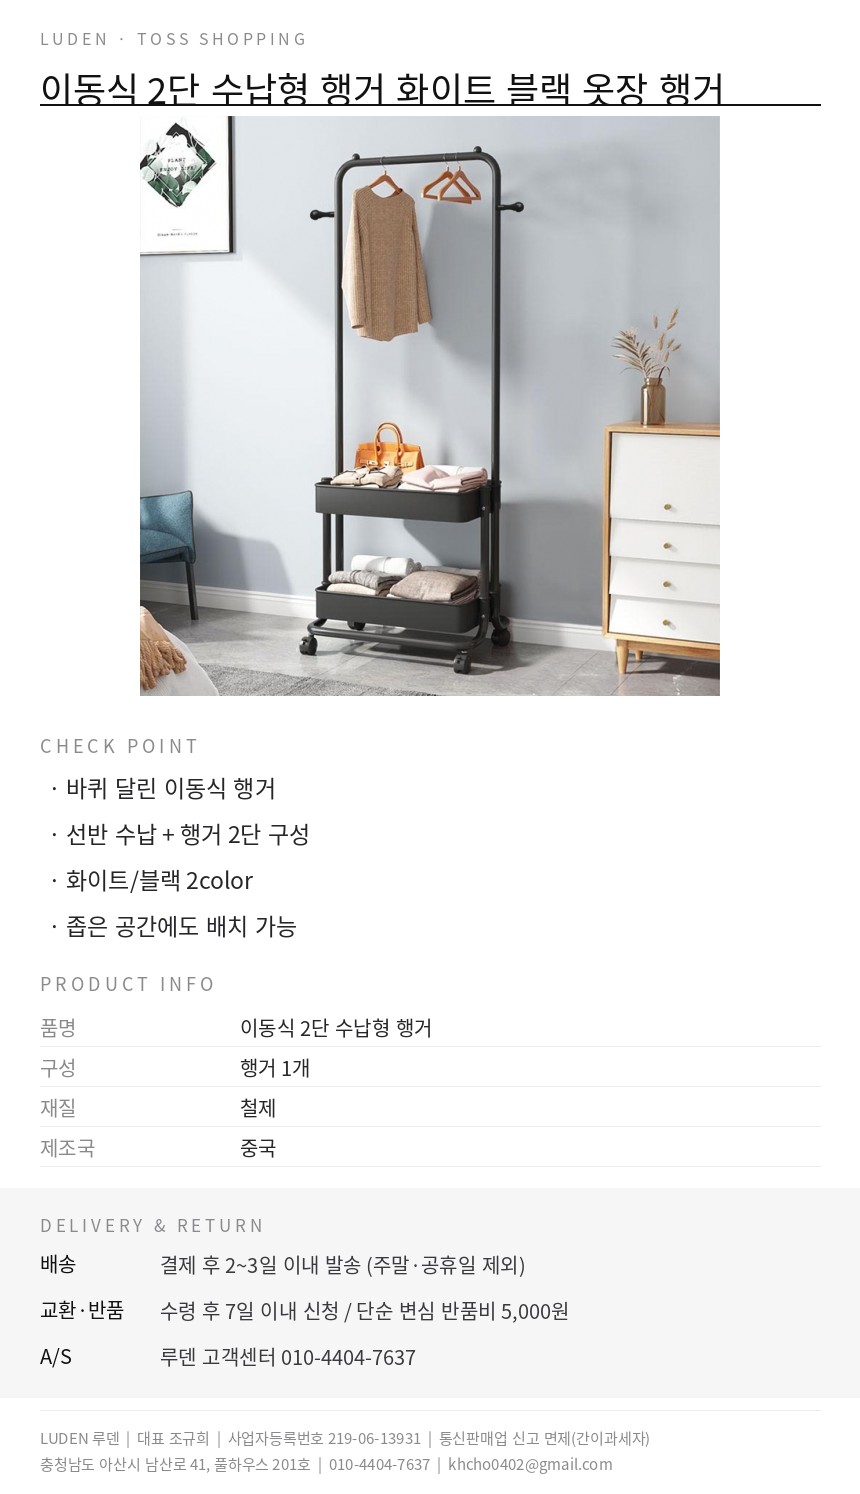 LUDEN · TOSS SHOPPING
이동식 2단 수납형 행거 화이트 블랙 옷장 행거
PLANT
ENJOY LIFE
CHECK POINT
· 바퀴 달린 이동식 행거
· 선반 수납 + 행거 2단 구성
· 화이트/블랙 2color
· 좁은 공간에도 배치 가능
PRODUCT INFO
품명 이동식 2단 수납형 행거
구성 행거 1개
재질 철제
제조국 중국
DELIVERY & RETURN
배송 결제 후 2~3일 이내 발송 (주말·공휴일 제외)
교환·반품 수령 후 7일 이내 신청 / 단순 변심 반품비 5,000원
A/S 루덴 고객센터 010-4404-7637
LUDEN 루덴 | 대표 조규희 | 사업자등록번호 219-06-13931 | 통신판매업 신고 면제(간이과세자)
충청남도 아산시 남산로 41, 풀하우스 201호 | 010-4404-7637 | khcho0402@gmail.com